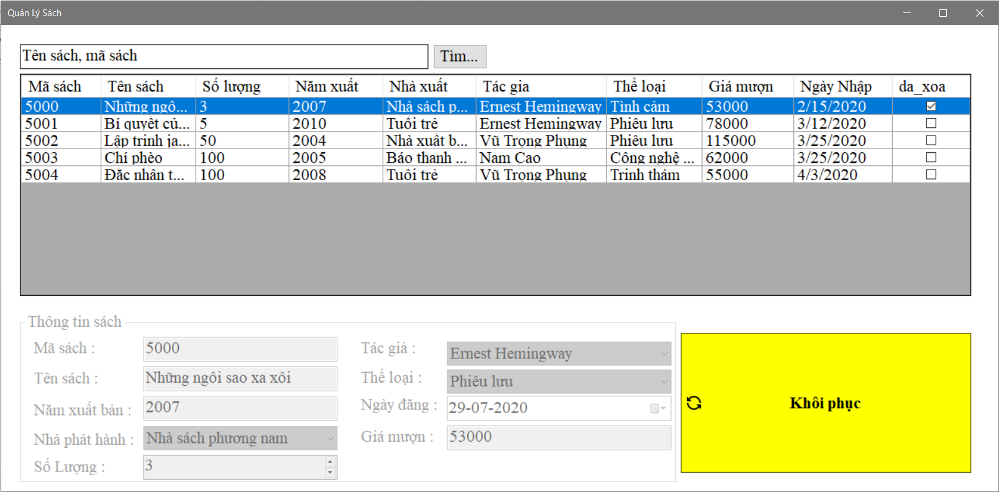 Quản Lý Sách
Tên sách, mã sách
Tìm...
Mã sách Tên sách Số lượng Năm xuất Nhà xuất Tác gia Thể loại Giá mượn Ngày Nhập da_xoa
5000 Những ngô... 3 2007 Nhà sách p... Ernest Hemingway Tình cảm 53000 2/15/2020
5001 Bí quyết củ... 5 2010 Tuổi trẻ Ernest Hemingway Phiêu lưu 78000 3/12/2020
5002 Lập trình ja... 50 2004 Nhà xuất b... Vũ Trọng Phụng Phiêu lưu 115000 3/25/2020
5003 Chí phèo 100 2005 Báo thanh ... Nam Cao Công nghệ ... 62000 3/25/2020
5004 Đắc nhân t... 100 2008 Tuổi trẻ Vũ Trọng Phụng Trinh thám 55000 4/3/2020
Thông tin sách
Mã sách : 5000
Tên sách : Những ngôi sao xa xôi
Năm xuất bản : 2007
Nhà phát hành : Nhà sách phương nam
Số Lượng : 3
Tác giả : Ernest Hemingway
Thể loại : Phiêu lưu
Ngày đăng : 29-07-2020
Giá mượn : 53000
Khôi phục